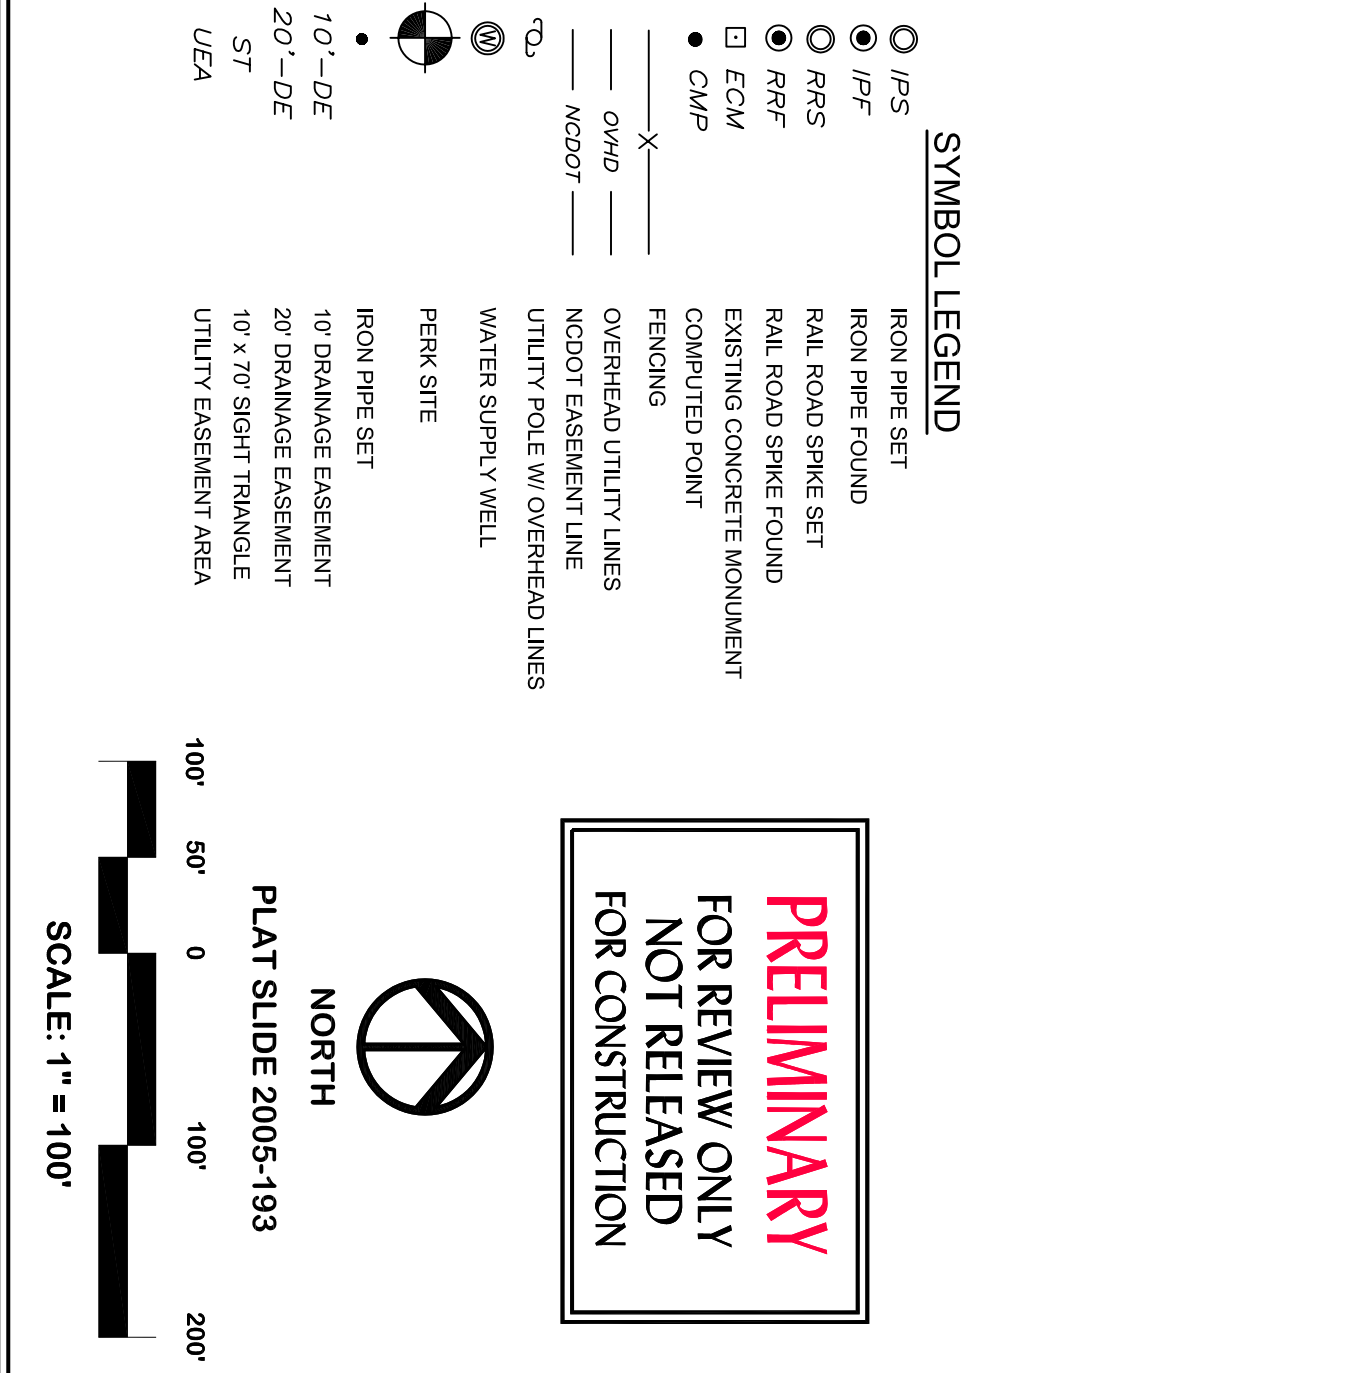 SYMBOL LEGEND
IPS IRON PIPE SET
IPF IRON PIPE FOUND
RRS RAIL ROAD SPIKE SET
RRF RAIL ROAD SPIKE FOUND
ECM EXISTING CONCRETE MONUMENT
CMP COMPUTED POINT
X FENCING
OVHD OVERHEAD UTILITY LINES
NCDOT NCDOT EASEMENT LINE
UTILITY POLE W/ OVERHEAD LINES
W WATER SUPPLY WELL
PERK SITE
IRON PIPE SET
10'-DE 10' DRAINAGE EASEMENT
20'-DE 20' DRAINAGE EASEMENT
ST 10' x 70' SIGHT TRIANGLE
UEA UTILITY EASEMENT AREA
PRELIMINARY
FOR REVIEW ONLY
NOT RELEASED
FOR CONSTRUCTION
NORTH
PLAT SLIDE 2005-193
100' 50' 0 100' 200'
SCALE: 1" = 100'